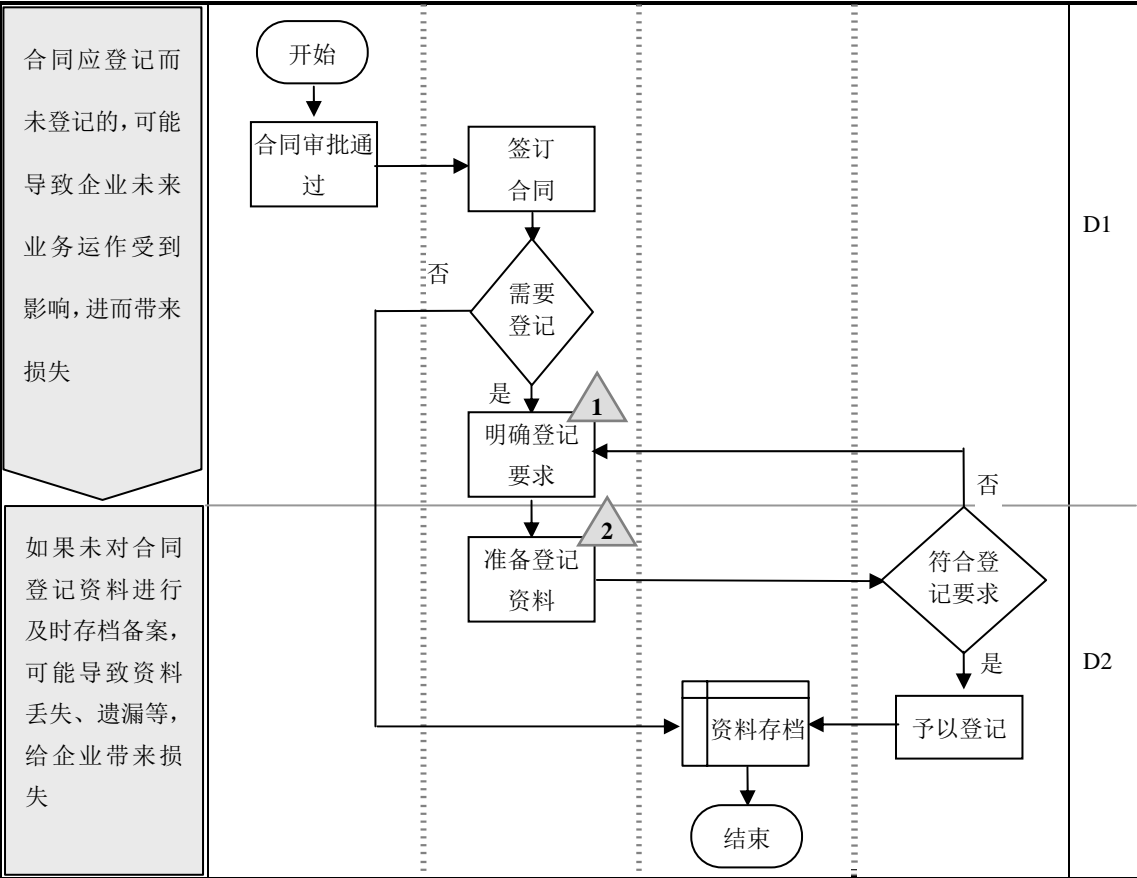 合同应登记而
未登记的，可能
导致企业未来
业务运作受到
影响，进而带来
损失
如果未对合同
登记资料进行
及时存档备案，
可能导致资料
丢失、遗漏等，
给企业带来损
失
开始
合同审批通
过
签订
合同
否
需要
登记
是
1
明确登记
要求
2
准备登记
资料
否
符合登
记要求
是
予以登记
资料存档
结束
D1
D2